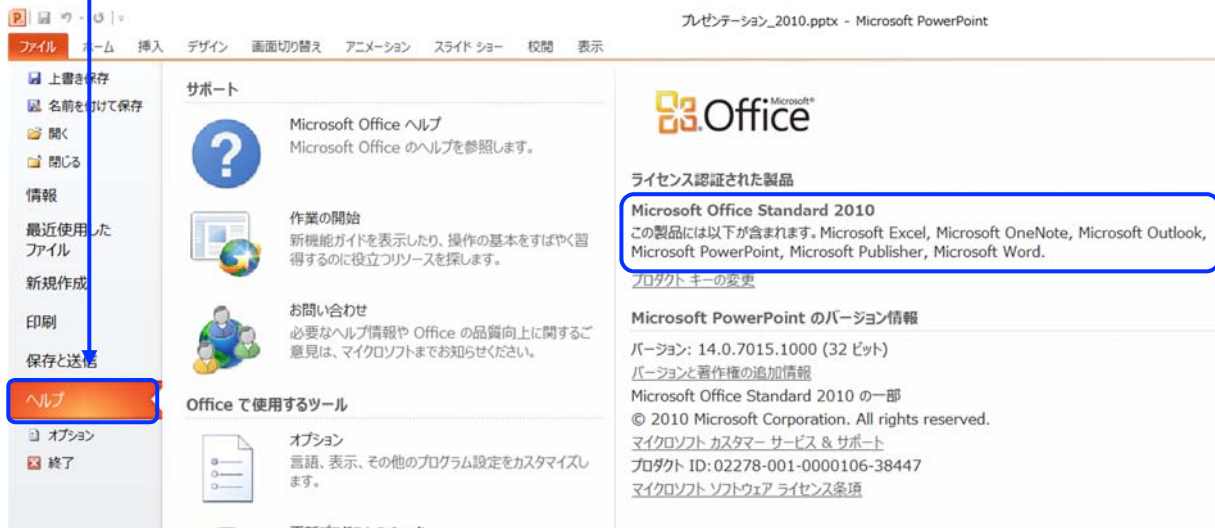 プレゼンテーション_2010.pptx - Microsoft PowerPoint
ファイル ホーム 挿入 デザイン 画面切り替え アニメーション スライド ショー 校閲 表示
上書き保存
名前を付けて保存
開く
閉じる
情報
最近使用した
ファイル
新規作成
印刷
保存と送信
ヘルプ
オプション
終了
サポート
Microsoft Office ヘルプ
Microsoft Office のヘルプを参照します。
作業の開始
新機能ガイドを表示したり、操作の基本をすばやく習
得するのに役立つリソースを探します。
お問い合わせ
必要なヘルプ情報や Office の品質向上に関するご
意見は、マイクロソフトまでお知らせください。
Office で使用するツール
オプション
言語、表示、その他のプログラム設定をカスタマイズし
ます。
Microsoft®
Office
ライセンス認証された製品
Microsoft Office Standard 2010
この製品には以下が含まれます。Microsoft Excel, Microsoft OneNote, Microsoft Outlook,
Microsoft PowerPoint, Microsoft Publisher, Microsoft Word.
プロダクト キーの変更
Microsoft PowerPoint のバージョン情報
バージョン: 14.0.7015.1000 (32 ビット)
バージョンと著作権の追加情報
Microsoft Office Standard 2010 の一部
© 2010 Microsoft Corporation. All rights reserved.
マイクロソフト カスタマー サービス & サポート
プロダクト ID: 02278-001-0000106-38447
マイクロソフト ソフトウェア ライセンス条項